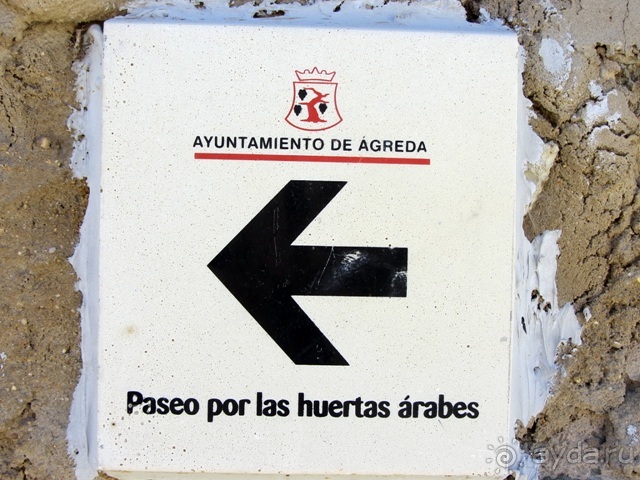 AYUNTAMIENTO DE ÁGREDA
Paseo por las huertas árabes
ayda.ru